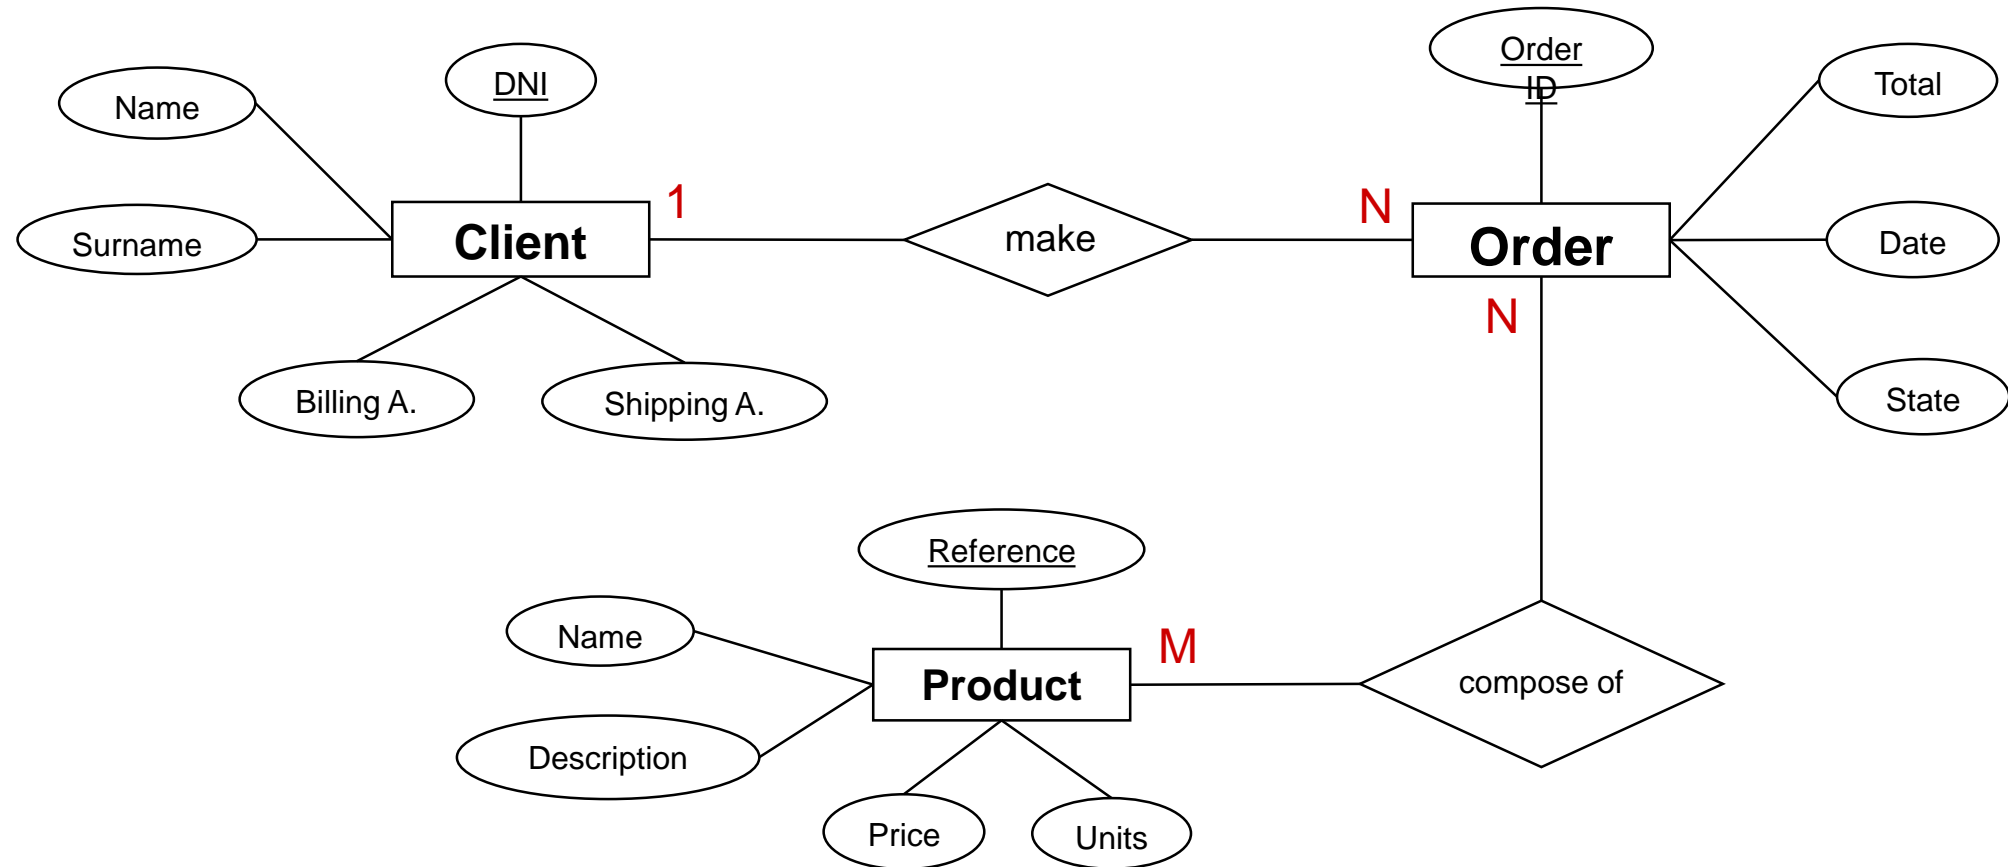 Order
ID
DNI
Total
Name
1
N
Surname
Client
make
Order
Date
N
Billing A.
Shipping A.
State
Reference
Name
M
Product
compose of
Description
Price
Units